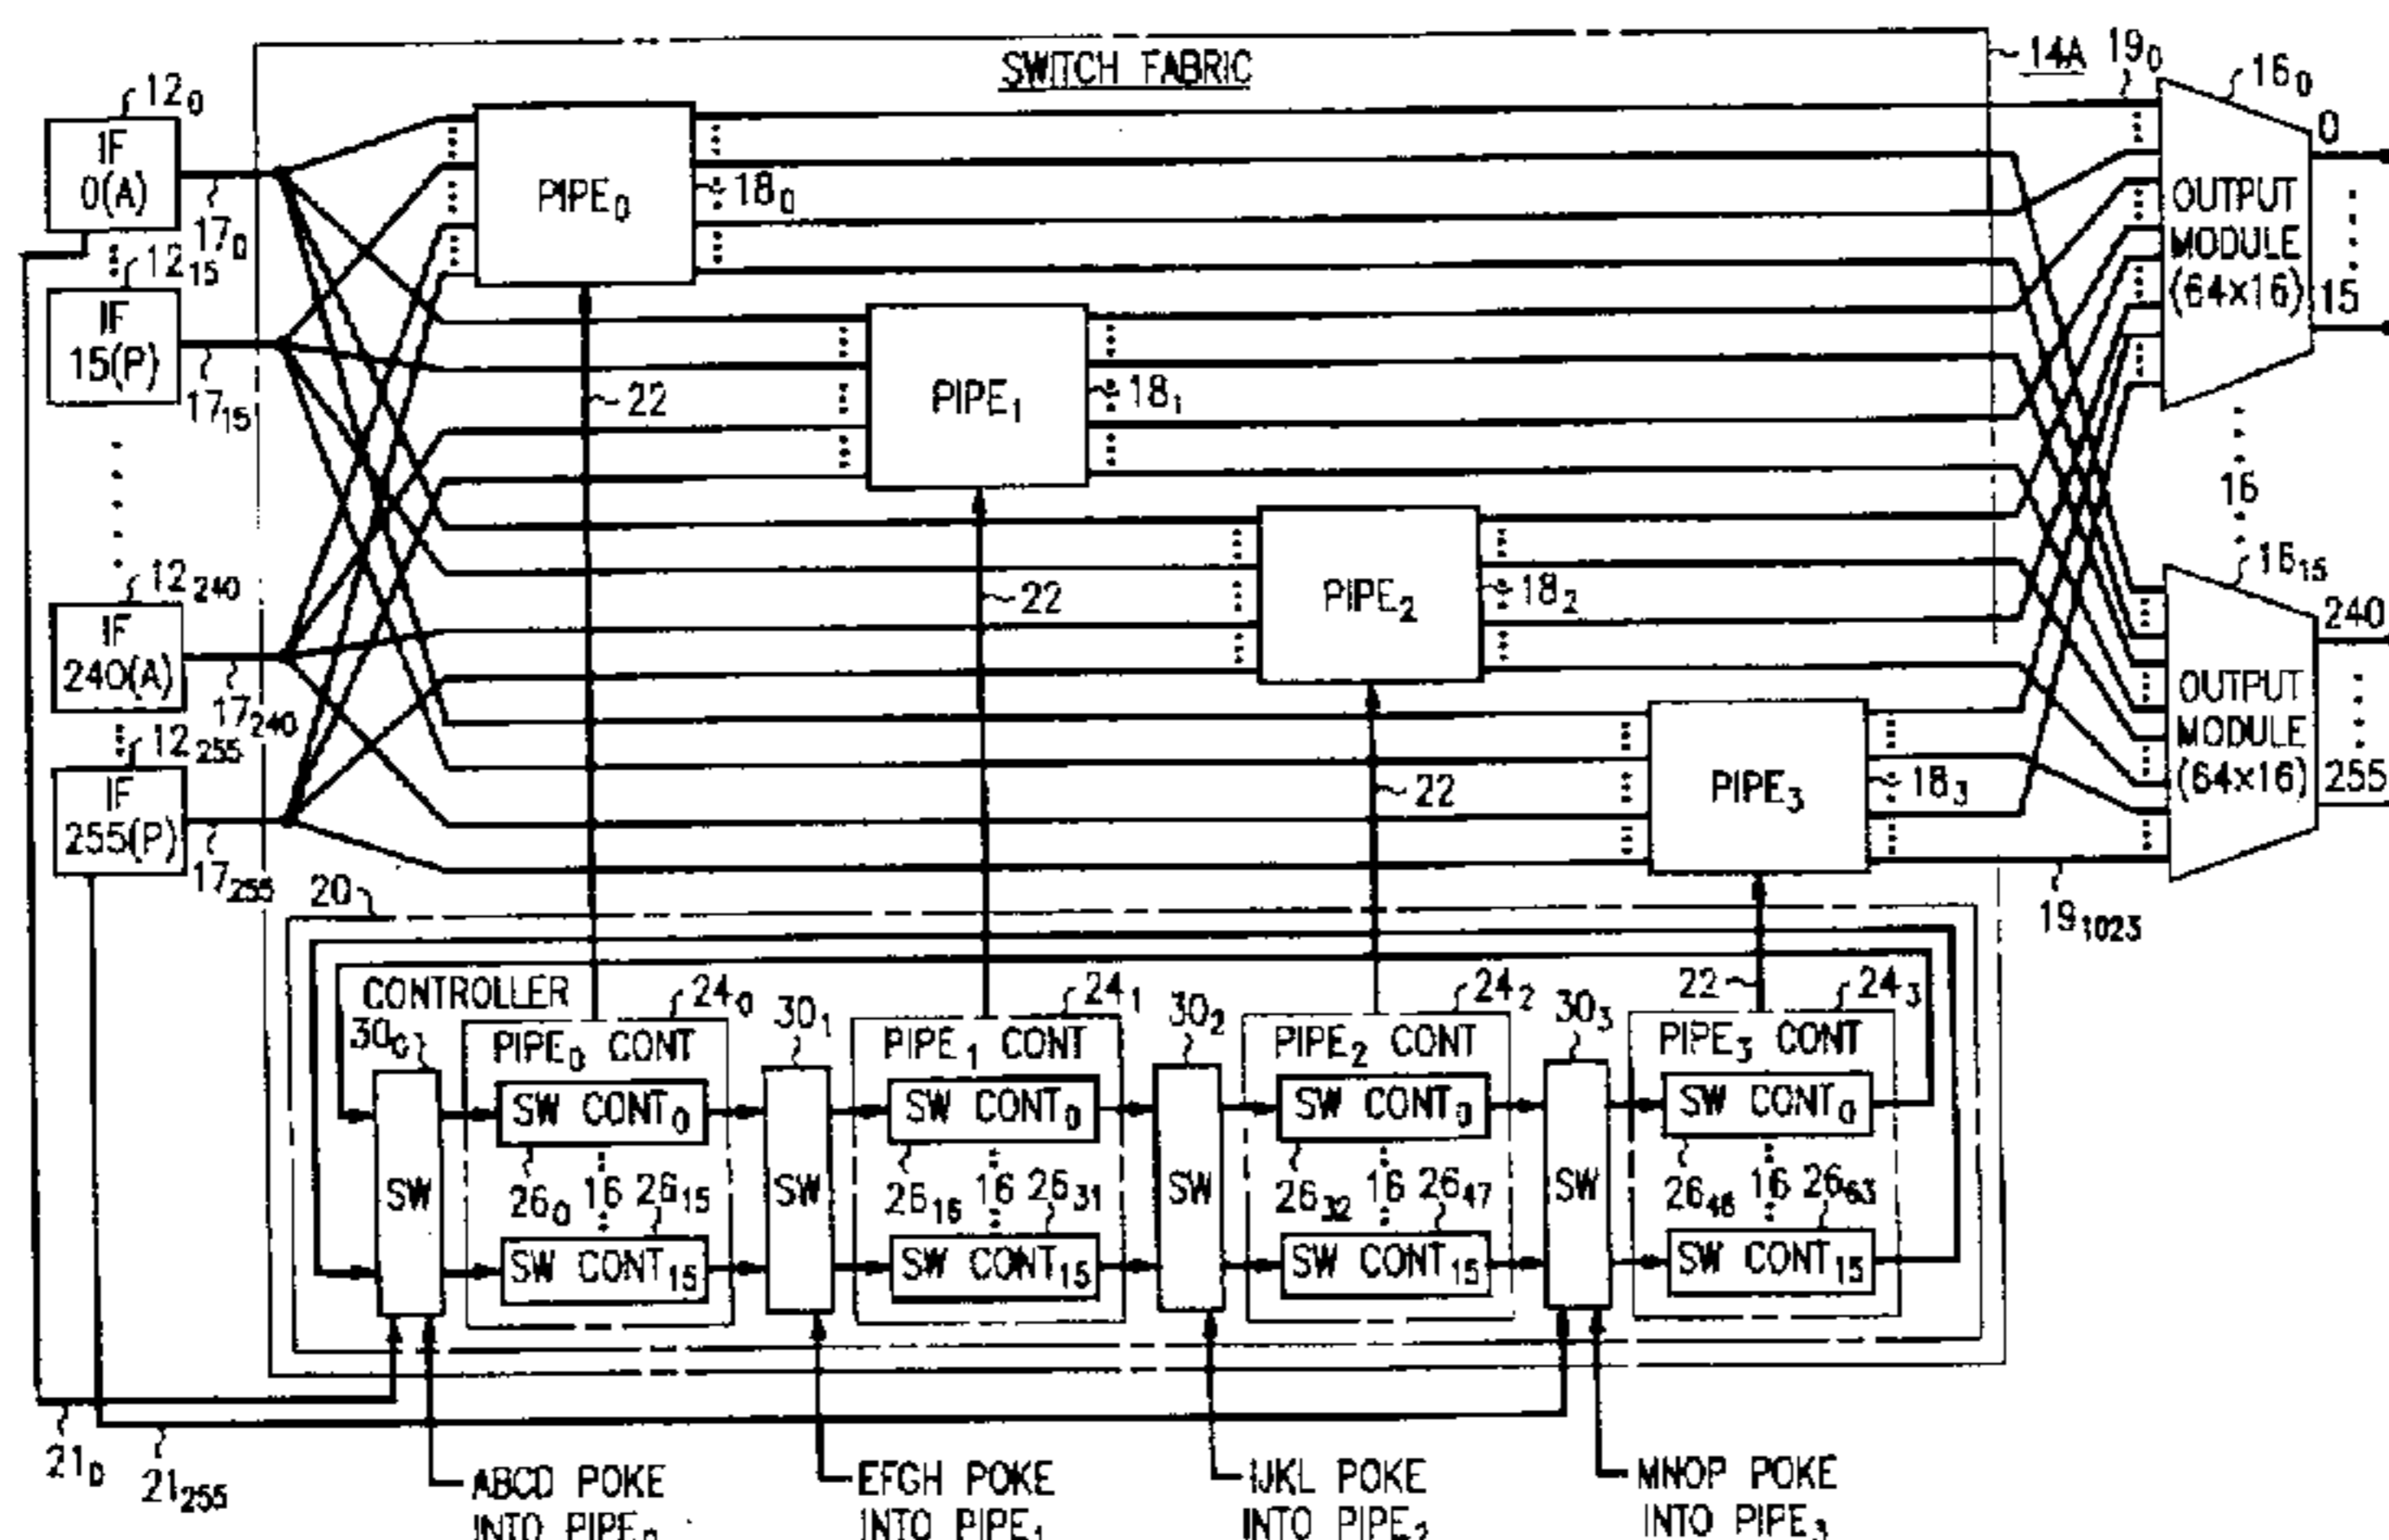 SWITCH FABRIC
14A
19₀
16₀
12₀
IF
0(A)
17₀
12₁₅
IF
15(P)
17₁₅
12₂₄₀
IF
240(A)
17₂₄₀
12₂₅₅
IF
255(P)
17₂₅₅
PIPE₀
18₀
22
PIPE₁
18₁
22
PIPE₂
18₂
22
PIPE₃
18₃
22
OUTPUT
MODULE
(64×16)
0
15
16
16₁₅
OUTPUT
MODULE
(64×16)
240
255
19₁₀₂₃
20
CONTROLLER
30₀
SW
24₀
PIPE₀ CONT
SW CONT₀
26₀ 16 26₁₅
SW CONT₁₅
30₁
SW
24₁
PIPE₁ CONT
SW CONT₀
26₁₆ 16 26₃₁
SW CONT₁₅
30₂
SW
24₂
PIPE₂ CONT
SW CONT₀
26₃₂ 16 26₄₇
SW CONT₁₅
30₃
SW
24₃
PIPE₃ CONT
SW CONT₀
26₄₈ 16 26₆₃
SW CONT₁₅
21₀
21₂₅₅
ABCD POKE
INTO PIPE₀
EFGH POKE
INTO PIPE₁
IJKL POKE
INTO PIPE₂
MNOP POKE
INTO PIPE₃